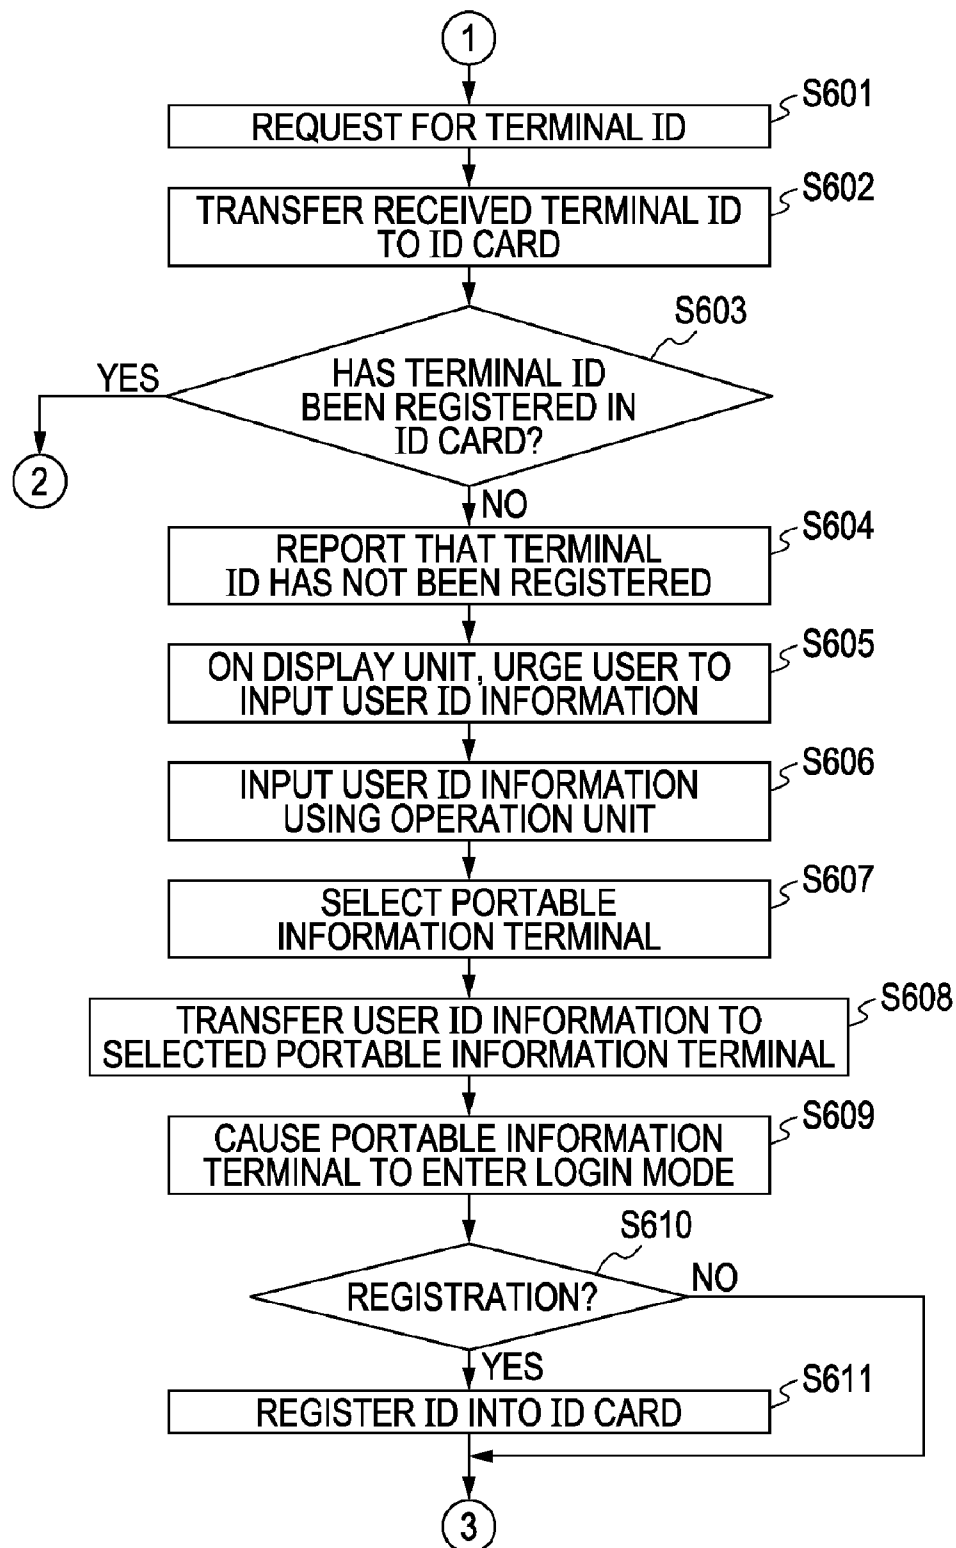 1
S601
REQUEST FOR TERMINAL ID
S602
TRANSFER RECEIVED TERMINAL ID
TO ID CARD
S603
HAS TERMINAL ID
BEEN REGISTERED IN
ID CARD?
YES
2
NO
S604
REPORT THAT TERMINAL
ID HAS NOT BEEN REGISTERED
S605
ON DISPLAY UNIT, URGE USER TO
INPUT USER ID INFORMATION
S606
INPUT USER ID INFORMATION
USING OPERATION UNIT
S607
SELECT PORTABLE
INFORMATION TERMINAL
S608
TRANSFER USER ID INFORMATION TO
SELECTED PORTABLE INFORMATION TERMINAL
S609
CAUSE PORTABLE INFORMATION
TERMINAL TO ENTER LOGIN MODE
S610
REGISTRATION?
NO
YES
S611
REGISTER ID INTO ID CARD
3